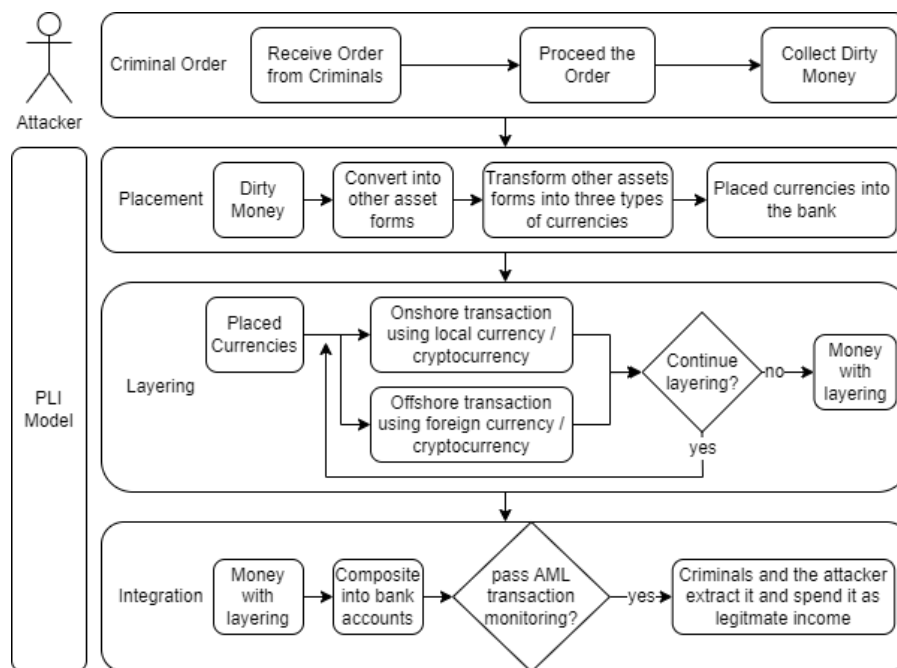 Attacker
Criminal Order
Receive Order
from Criminals
Proceed the
Order
Collect Dirty
Money
PLI
Model
Placement
Dirty
Money
Convert into
other asset
forms
Transform other assets
forms into three types
of currencies
Placed currencies into
the bank
Layering
Placed
Currencies
Onshore transaction
using local currency /
cryptocurrency
Offshore transaction
using foreign currency /
cryptocurrency
Continue
layering?
no
yes
Money
with
layering
Integration
Money
with
layering
Composite
into bank
accounts
pass AML
transaction
monitoring?
yes
Criminals and the attacker
extract it and spend it as
legitmate income